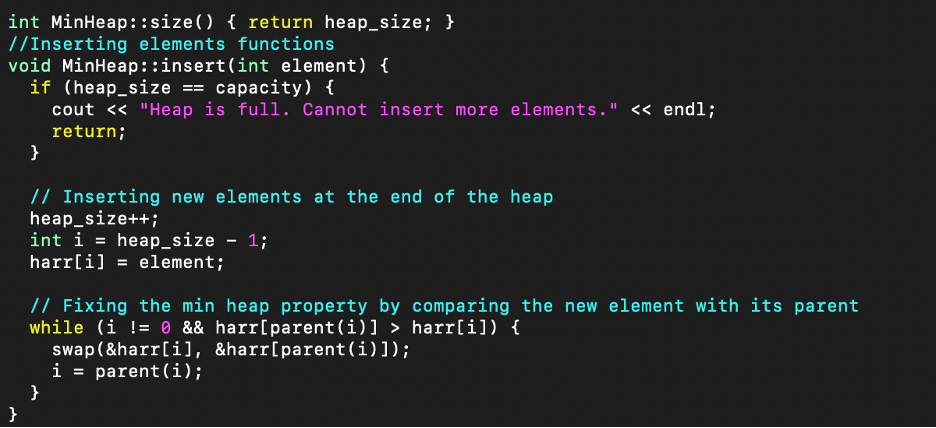 int MinHeap::size() { return heap_size; }
//Inserting elements functions
void MinHeap::insert(int element) {
  if (heap_size == capacity) {
    cout << "Heap is full. Cannot insert more elements." << endl;
    return;
  }

  // Inserting new elements at the end of the heap
  heap_size++;
  int i = heap_size - 1;
  harr[i] = element;

  // Fixing the min heap property by comparing the new element with its parent
  while (i != 0 && harr[parent(i)] > harr[i]) {
    swap(&harr[i], &harr[parent(i)]);
    i = parent(i);
  }
}